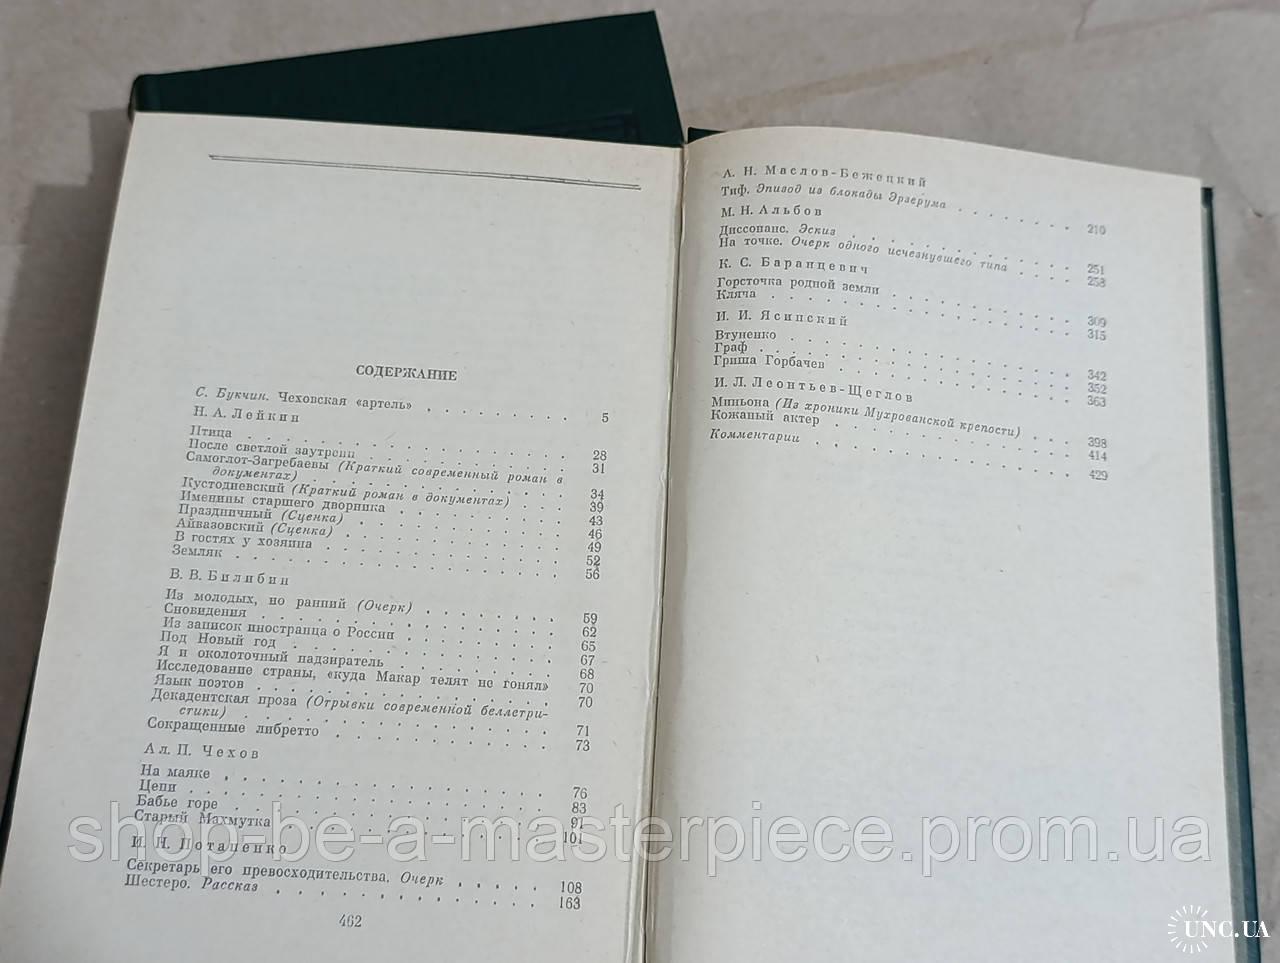 СОДЕРЖАНИЕ
С. Букчин. Чеховская «артель» . . . . . . . . 5
Н. А. Лейкин
Птица . . . . . . . . 28
После светлой заутрени . . . . . . . . 31
Самоглот-Загребаевы (Краткий современный роман в
документах) . . . . . . . . 34
Кустодиевский (Краткий роман в документах) . . . 39
Именины старшего дворника . . . . . . . . 43
Праздничный (Сценка) . . . . . . . . 46
Айвазовский (Сценка) . . . . . . . . 49
В гостях у хозяина . . . . . . . . 52
Земляк . . . . . . . . 56
В. В. Билибин
Из молодых, но ранний (Очерк) . . . . . . . . 59
Сновидения . . . . . . . . 62
Из записок иностранца о России . . . . . . . . 65
Под Новый год . . . . . . . . 67
Я и околоточный надзиратель . . . . . . . . 68
Исследование страны, «куда Макар телят не гонял» 70
Язык поэтов . . . . . . . . 70
Декадентская проза (Отрывки современной беллетри-
стики) . . . . . . . . 71
Сокращенные либретто . . . . . . . . 73
Ал. П. Чехов
На маяке . . . . . . . . 76
Цепи . . . . . . . . 83
Бабье горе . . . . . . . . 91
Старый Махмутка . . . . . . . . 101
И. Н. Потапенко
Секретарь его превосходительства. Очерк . . . . . 108
Шестеро. Рассказ . . . . . . . . 163
462
А. Н. Маслов-Бежецкий
Тиф. Эпизод из блокады Эрзерума . . . . . . . . 210
М. Н. Альбов
Диссонанс. Эскиз . . . . . . . . 251
На точке. Очерк одного исчезнувшего типа . . . . 258
К. С. Баранцевич
Горсточка родной земли . . . . . . . . 309
Кляча . . . . . . . . 315
И. И. Ясинский
Втуненко . . . . . . . . 342
Граф . . . . . . . . 352
Гриша Горбачев . . . . . . . . 363
И. Л. Леонтьев-Щеглов
Миньона (Из хроники Мухрованской крепости) . . . 398
Кожаный актер . . . . . . . . 414
Комментарии . . . . . . . . 429
shop-be-a-masterpiece.prom.ua
UNC.UA